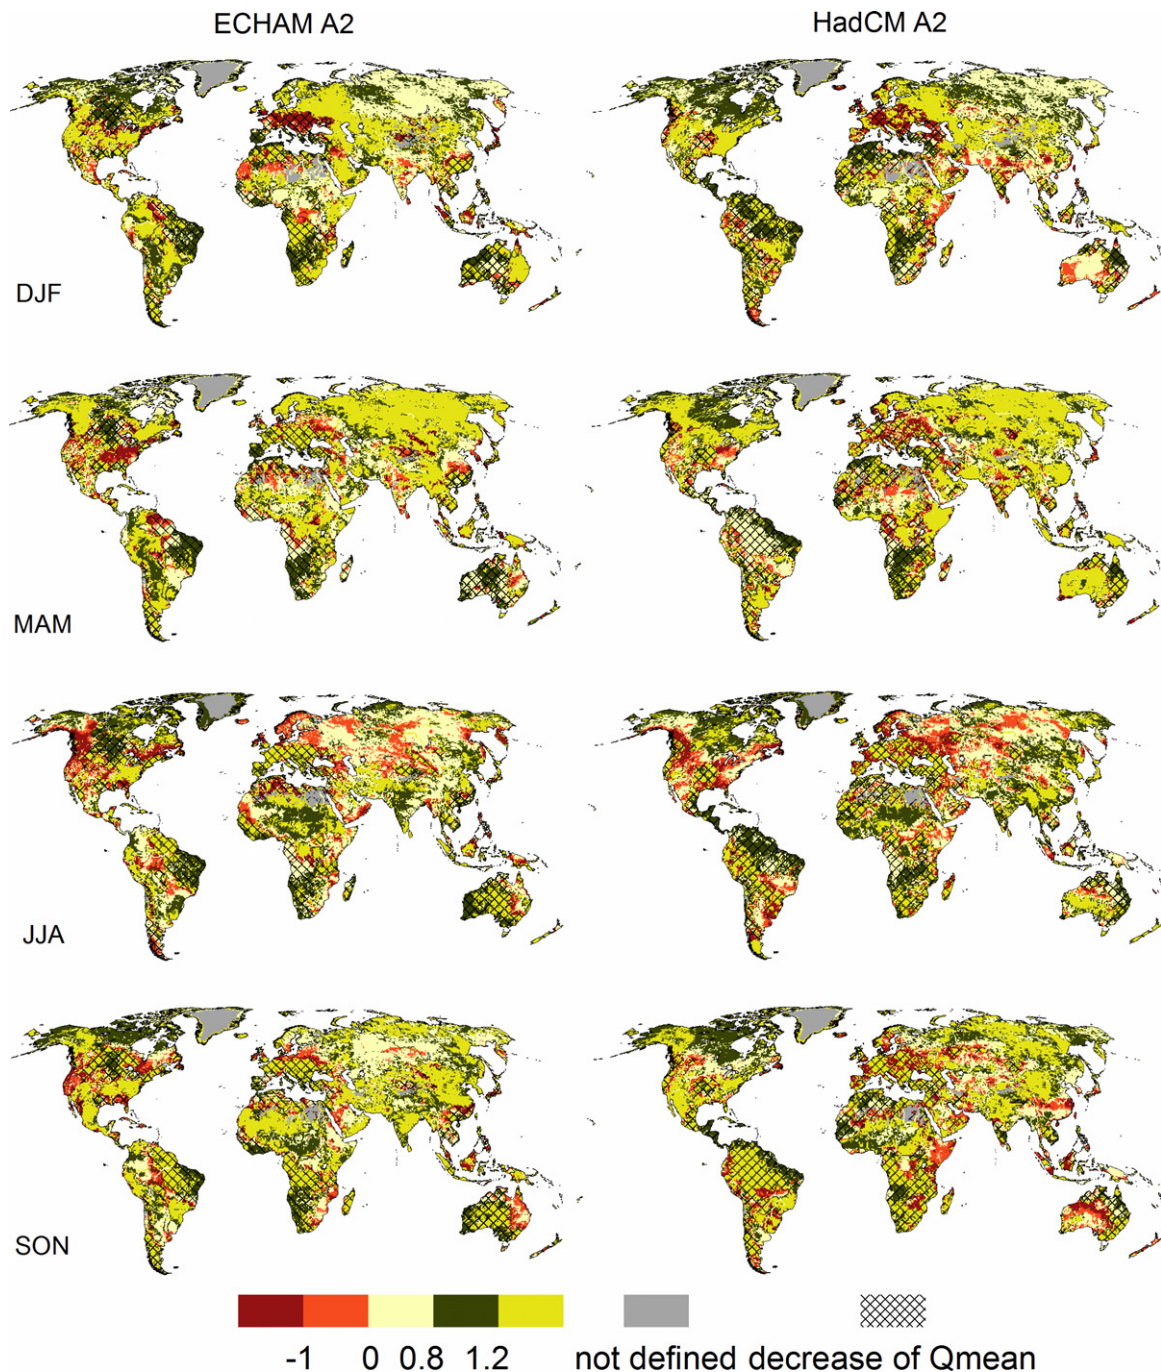 ECHAM A2 HadCM A2
DJF
MAM
JJA
SON
-1 0 0.8 1.2 not defined decrease of Qmean